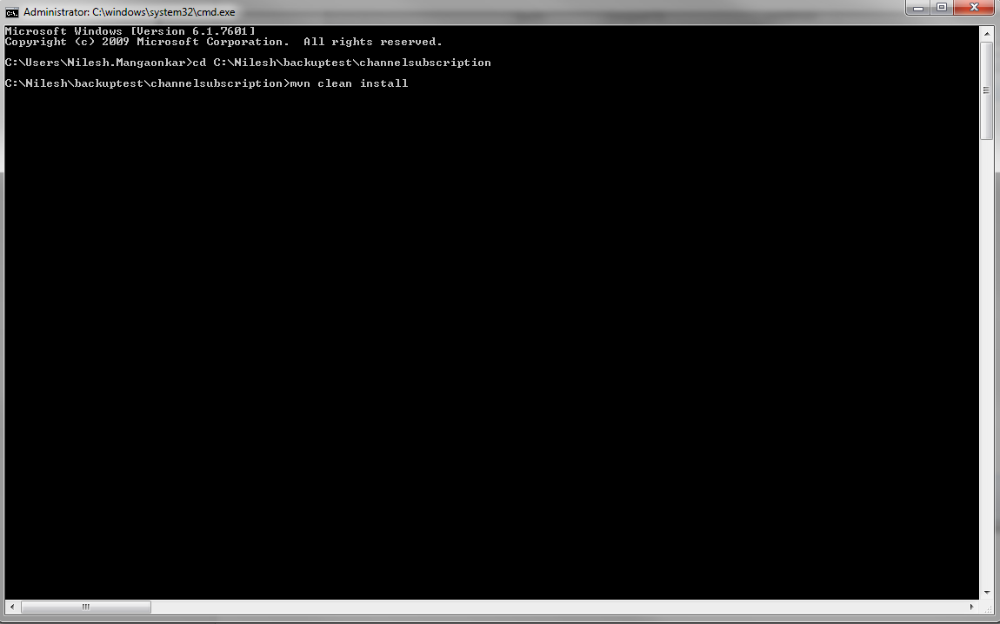 Administrator: C:\windows\system32\cmd.exe
Microsoft Windows [Version 6.1.7601]
Copyright (c) 2009 Microsoft Corporation.  All rights reserved.
C:\Users\Nilesh.Mangaonkar>cd C:\Nilesh\backuptest\channelsubscription
C:\Nilesh\backuptest\channelsubscription>mvn clean install